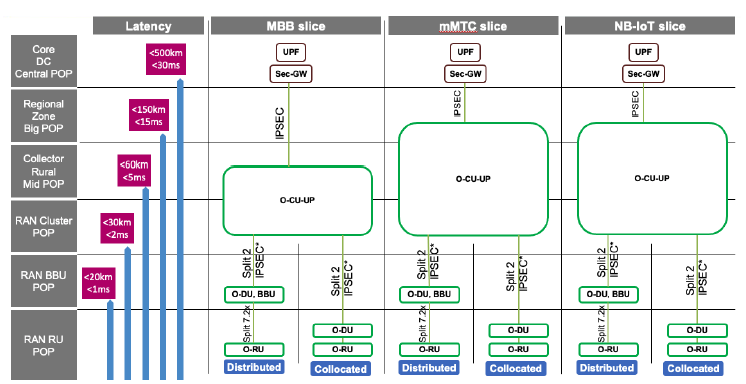 Latency
MBB slice
mMTC slice
NB-IoT slice
Core
DC
Central POP
<500km
<30ms
UPF
Sec-GW
UPF
Sec-GW
UPF
Sec-GW
Regional
Zone
Big POP
<150km
<15ms
IPSEC
IPSEC
IPSEC
Collector
Rural
Mid POP
<60km
<5ms
O-CU-UP
O-CU-UP
O-CU-UP
RAN Cluster
POP
<30km
<2ms
RAN BBU
POP
<20km
<1ms
Split 2
IPSEC*
Split 2
IPSEC*
Split 2
IPSEC*
Split 2
IPSEC*
Split 2
IPSEC*
Split 2
IPSEC*
O-DU, BBU
O-DU, BBU
O-DU, BBU
RAN RU
POP
Split 7.2x
Split 7.2x
Split 7.2x
O-DU
O-DU
O-DU
O-RU
O-RU
O-RU
O-RU
O-RU
O-RU
Distributed
Collocated
Distributed
Collocated
Distributed
Collocated